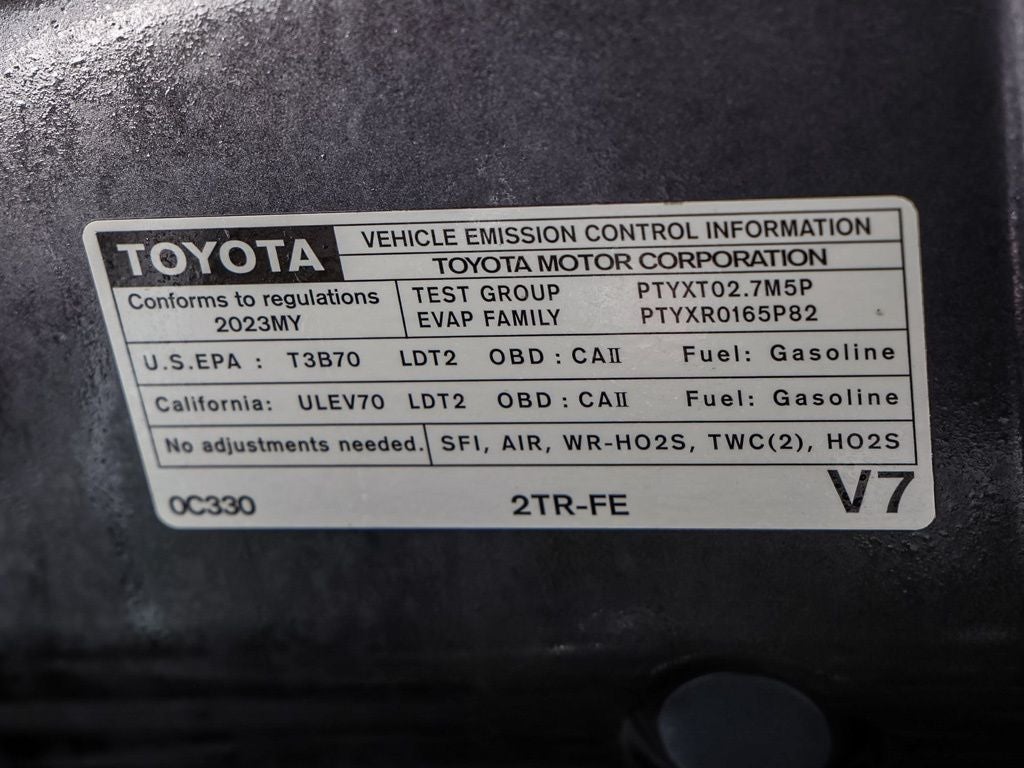 TOYOTA VEHICLE EMISSION CONTROL INFORMATION
TOYOTA MOTOR CORPORATION
Conforms to regulations TEST GROUP PTYXT02.7M5P
2023MY EVAP FAMILY PTYXR0165P82
U.S.EPA : T3B70 LDT2 OBD : CAII Fuel: Gasoline
California: ULEV70 LDT2 OBD : CAII Fuel: Gasoline
No adjustments needed. SFI, AIR, WR-HO2S, TWC(2), HO2S
0C330 2TR-FE V7